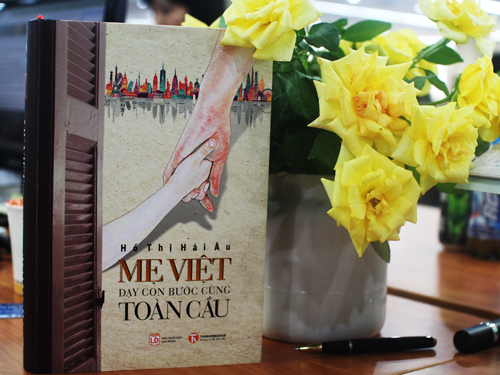 Hồ Thị Hải Âu
MẸ VIỆT
DẠY CON BƯỚC CÙNG
TOÀN CẦU